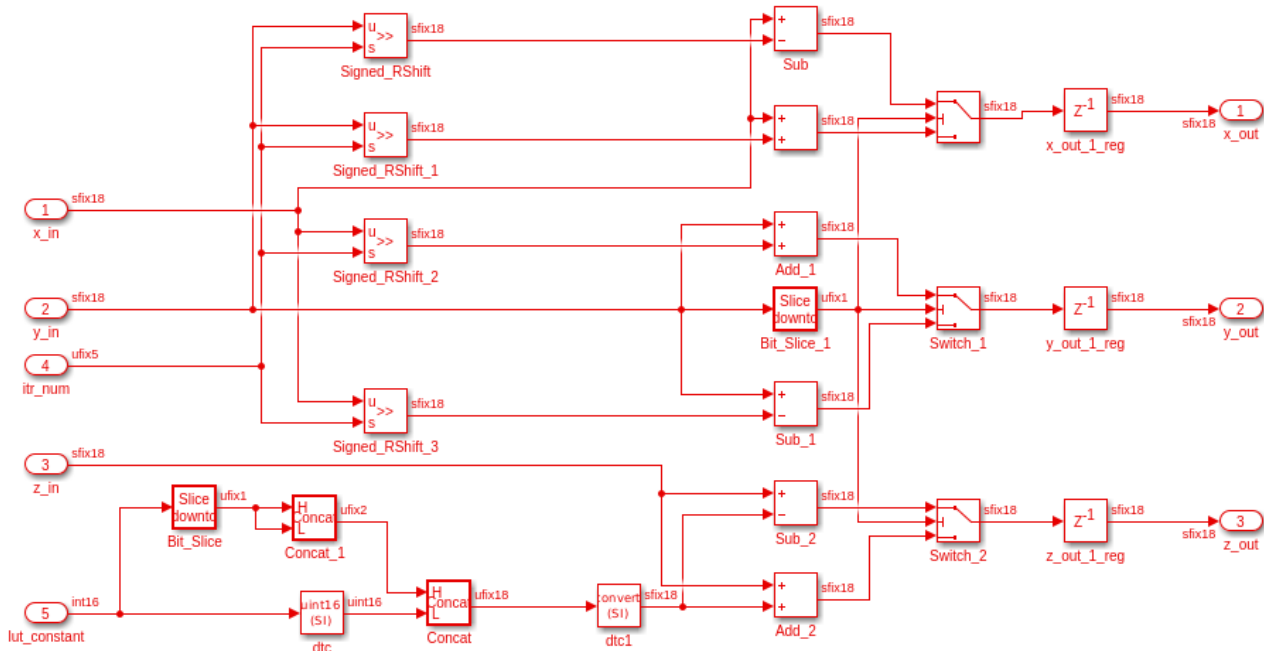 u
s
>>
sfix18
Signed_RShift
+
−
sfix18
Sub
u
s
>>
sfix18
Signed_RShift_1
+
+
sfix18
sfix18
Z-1
sfix18
x_out_1_reg
sfix18
1
x_out
sfix18
1
x_in
u
s
>>
sfix18
Signed_RShift_2
+
+
sfix18
Add_1
sfix18
2
y_in
Slice
downto
ufix1
Bit_Slice_1
sfix18
Switch_1
Z-1
sfix18
y_out_1_reg
sfix18
2
y_out
ufix5
4
itr_num
u
s
>>
sfix18
Signed_RShift_3
+
−
sfix18
Sub_1
sfix18
3
z_in
Slice
downto
ufix1
Bit_Slice
H
L
Concat
ufix2
Concat_1
+
−
sfix18
Sub_2
sfix18
Switch_2
Z-1
sfix18
z_out_1_reg
sfix18
3
z_out
int16
5
lut_constant
uint16
(SI)
uint16
dtc
H
L
Concat
ufix18
Concat
convert
(SI)
sfix18
dtc1
+
+
sfix18
Add_2